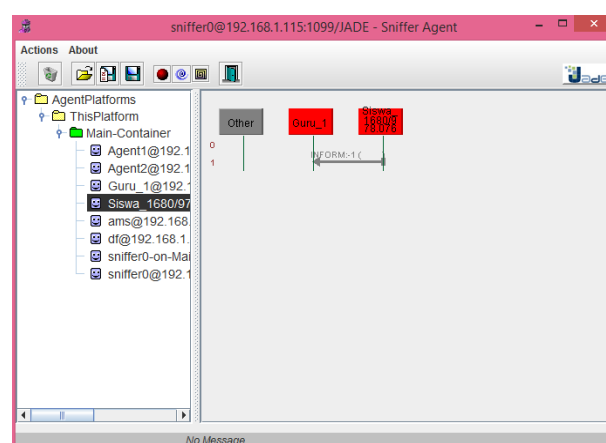 sniffer0@192.168.1.115:1099/JADE - Sniffer Agent
Actions About
Jade
AgentPlatforms
ThisPlatform
Main-Container
Agent1@192.1
Agent2@192.1
Guru_1@192.1
Siswa_1680/97
ams@192.168.
df@192.168.1.
sniffer0-on-Mai
sniffer0@192.1
Other
Guru_1
Siswa
1680/9
78.076
0
1
INFORM:-1 (
No Message